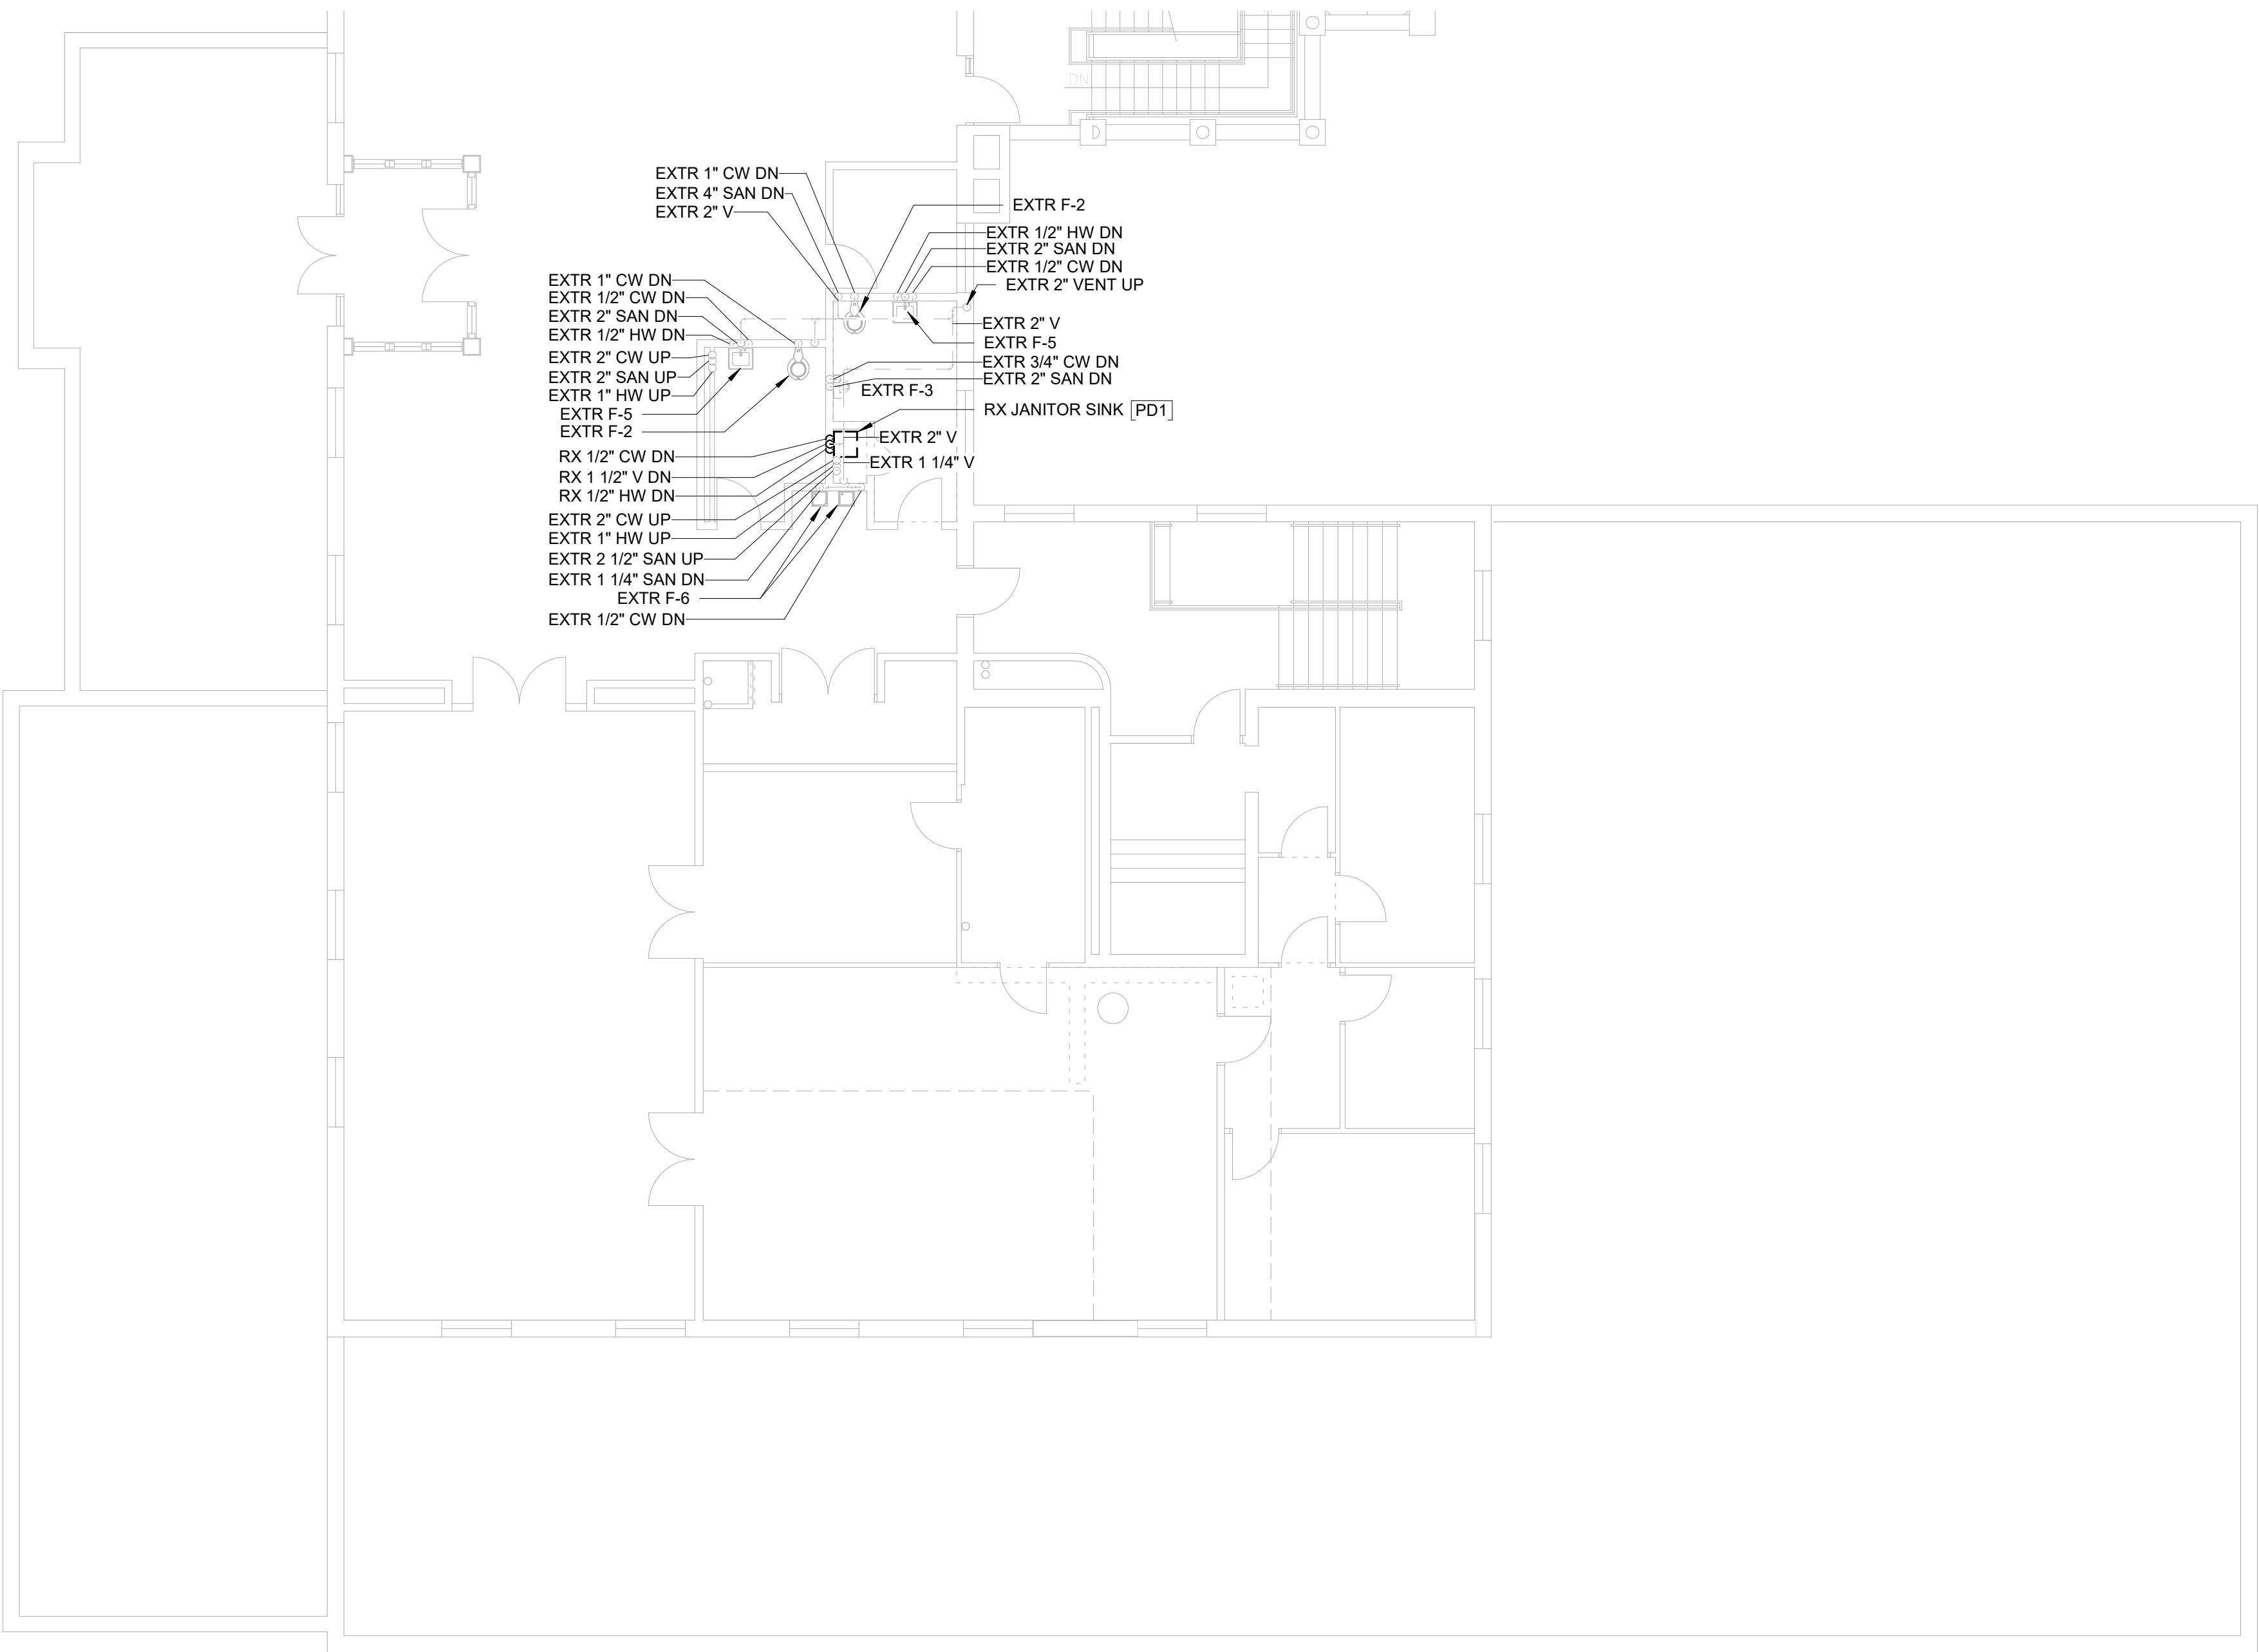 DN
EXTR 1" CW DN
EXTR 4" SAN DN
EXTR 2" V
EXTR F-2
EXTR 1/2" HW DN
EXTR 2" SAN DN
EXTR 1/2" CW DN
EXTR 2" VENT UP
EXTR 1" CW DN
EXTR 1/2" CW DN
EXTR 2" SAN DN
EXTR 1/2" HW DN
EXTR 2" CW UP
EXTR 2" SAN UP
EXTR 1" HW UP
EXTR F-5
EXTR F-2
EXTR 2" V
EXTR F-5
EXTR 3/4" CW DN
EXTR 2" SAN DN
EXTR F-3
RX JANITOR SINK PD1
EXTR 2" V
EXTR 1 1/4" V
RX 1/2" CW DN
RX 1 1/2" V DN
RX 1/2" HW DN
EXTR 2" CW UP
EXTR 1" HW UP
EXTR 2 1/2" SAN UP
EXTR 1 1/4" SAN DN
EXTR F-6
EXTR 1/2" CW DN